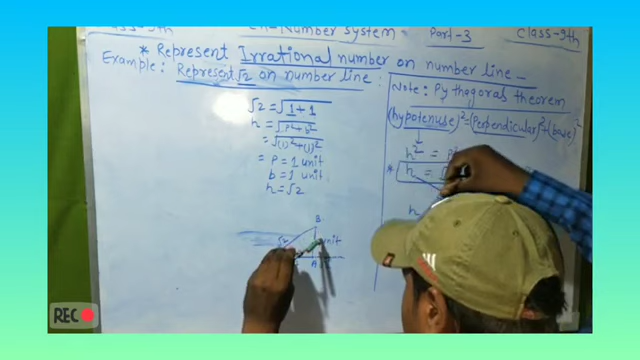 Number system Part-3 Class-9th
* Represent Irrational number on number line -
Example: Represent √2 on number line
√2 = √1+1
h = √P²+b²
= √(1)²+(1)²
= P = 1 unit
b = 1 unit
h = √2
B
√2
unit
A
Note: Pythagoras theorem
(hypotenuse)² = (Perpendicular)² + (base)²
h² =
* h =
h
REC